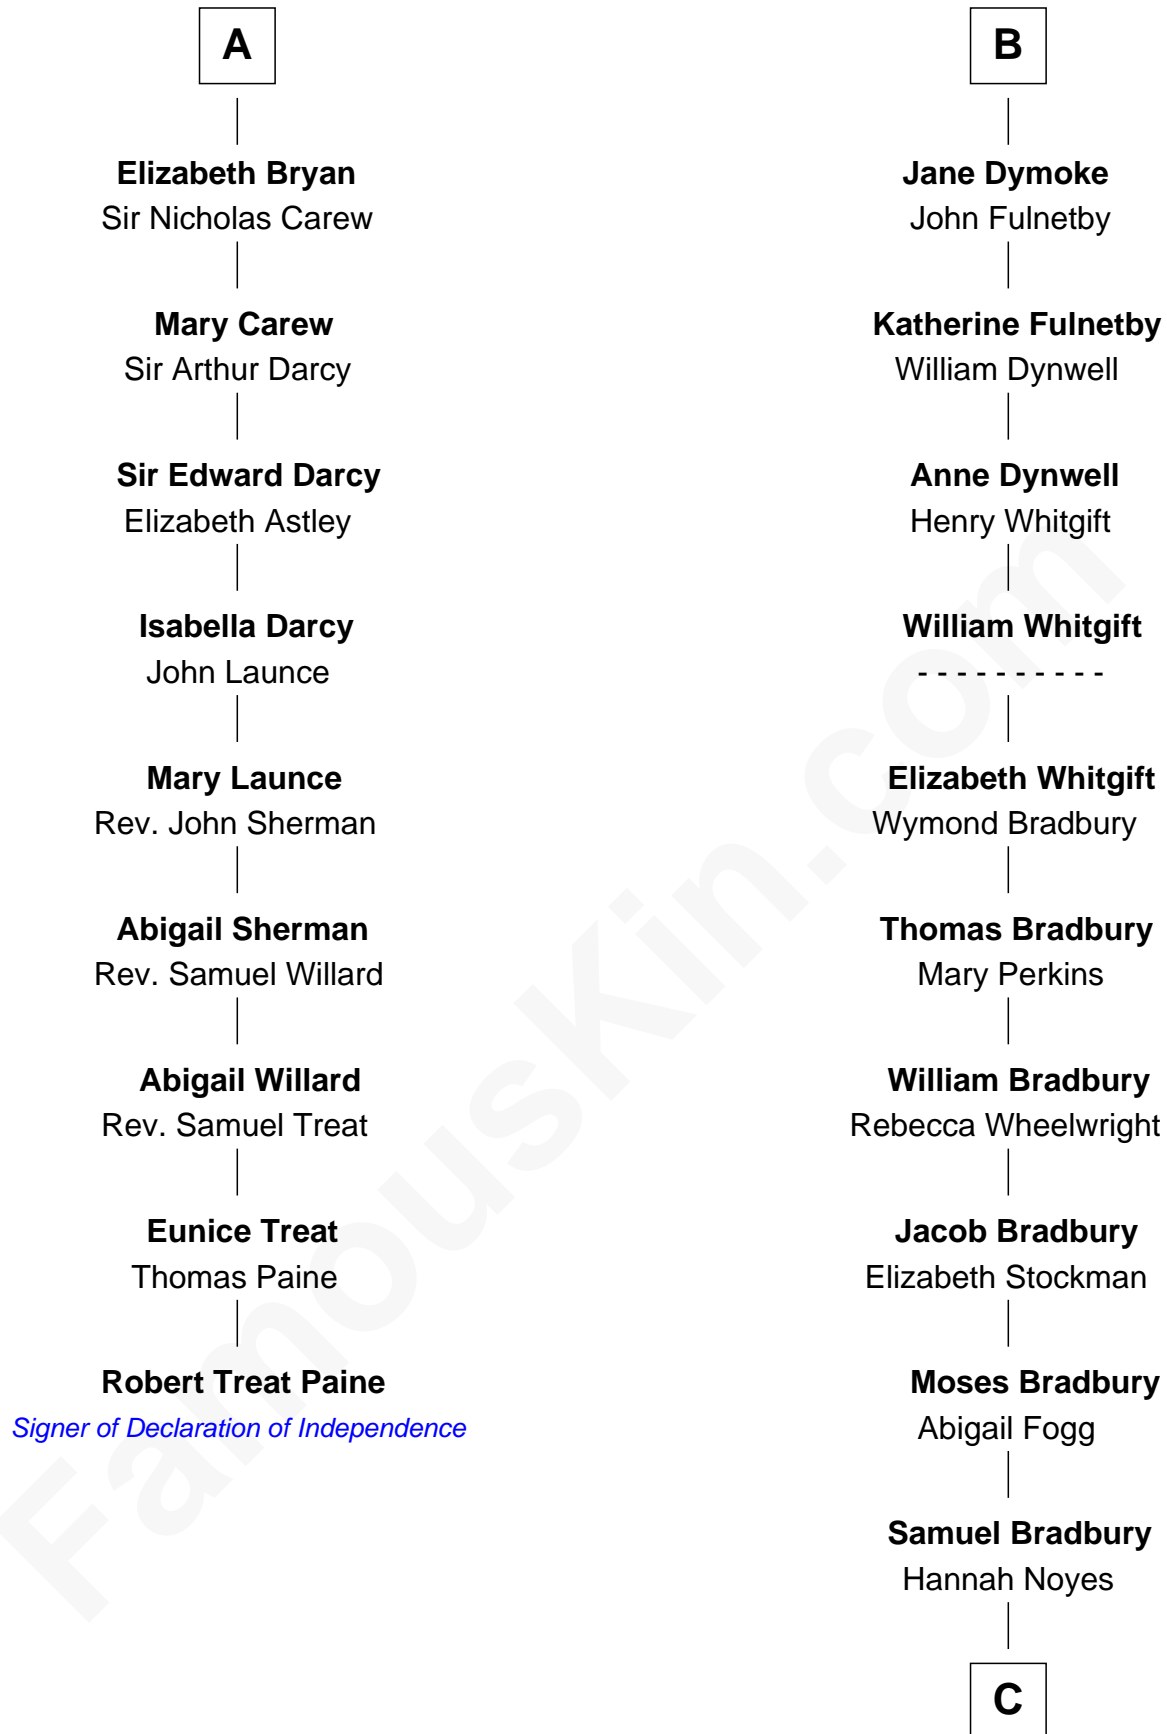 A
Elizabeth Bryan
Sir Nicholas Carew
Mary Carew
Sir Arthur Darcy
Sir Edward Darcy
Elizabeth Astley
Isabella Darcy
John Launce
Mary Launce
Rev. John Sherman
Abigail Sherman
Rev. Samuel Willard
Abigail Willard
Rev. Samuel Treat
Eunice Treat
Thomas Paine
Robert Treat Paine
Signer of Declaration of Independence
B
Jane Dymoke
John Fulnetby
Katherine Fulnetby
William Dynwell
Anne Dynwell
Henry Whitgift
William Whitgift
- - - - - - - - - -
Elizabeth Whitgift
Wymond Bradbury
Thomas Bradbury
Mary Perkins
William Bradbury
Rebecca Wheelwright
Jacob Bradbury
Elizabeth Stockman
Moses Bradbury
Abigail Fogg
Samuel Bradbury
Hannah Noyes
C
FamousKin.com